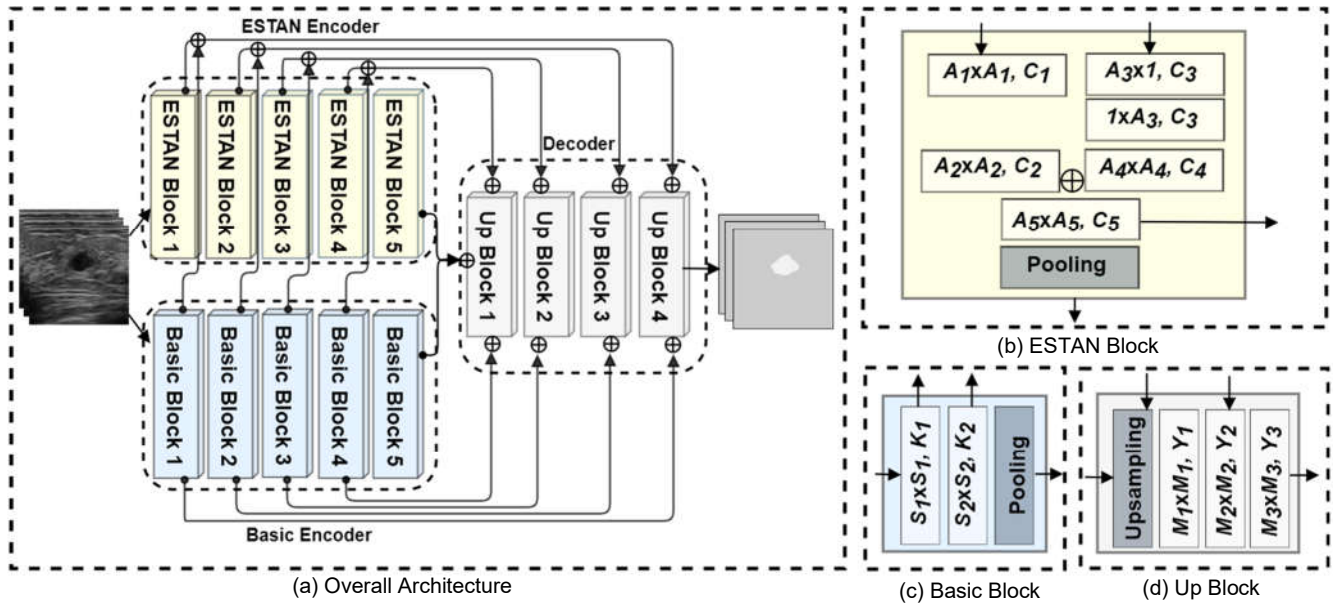 ESTAN Encoder
ESTAN Block 1
ESTAN Block 2
ESTAN Block 3
ESTAN Block 4
ESTAN Block 5
Decoder
Up Block 1
Up Block 2
Up Block 3
Up Block 4
Basic Block 1
Basic Block 2
Basic Block 3
Basic Block 4
Basic Block 5
Basic Encoder
(a) Overall Architecture
A1xA1, C1
A3x1, C3
1xA3, C3
A2xA2, C2
A4xA4, C4
A5xA5, C5
Pooling
(b) ESTAN Block
S1xS1, K1
S2xS2, K2
Pooling
(c) Basic Block
Upsampling
M1xM1, Y1
M2xM2, Y2
M3xM3, Y3
(d) Up Block